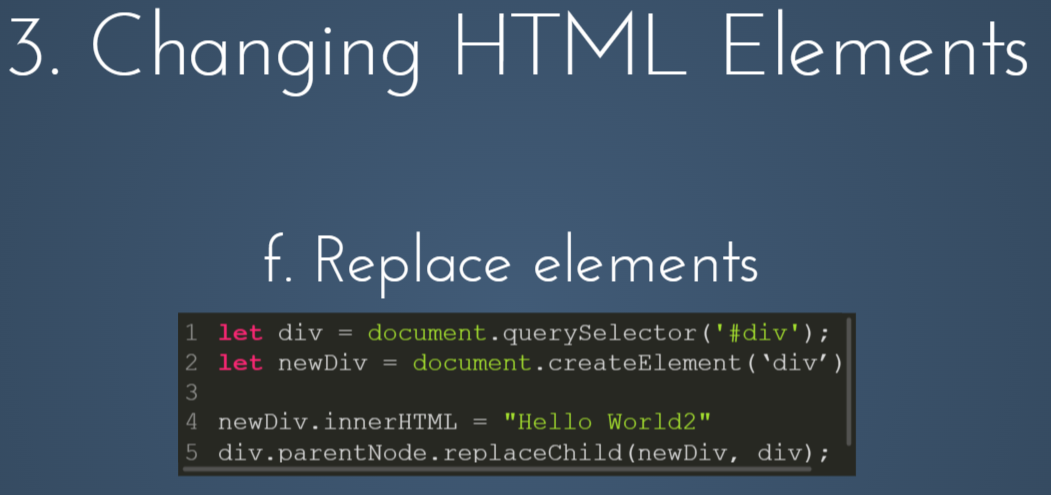 3. Changing HTML Elements
f. Replace elements
1 let div = document.querySelector('#div');
2 let newDiv = document.createElement(‛div’)
3
4 newDiv.innerHTML = "Hello World2"
5 div.parentNode.replaceChild(newDiv, div);